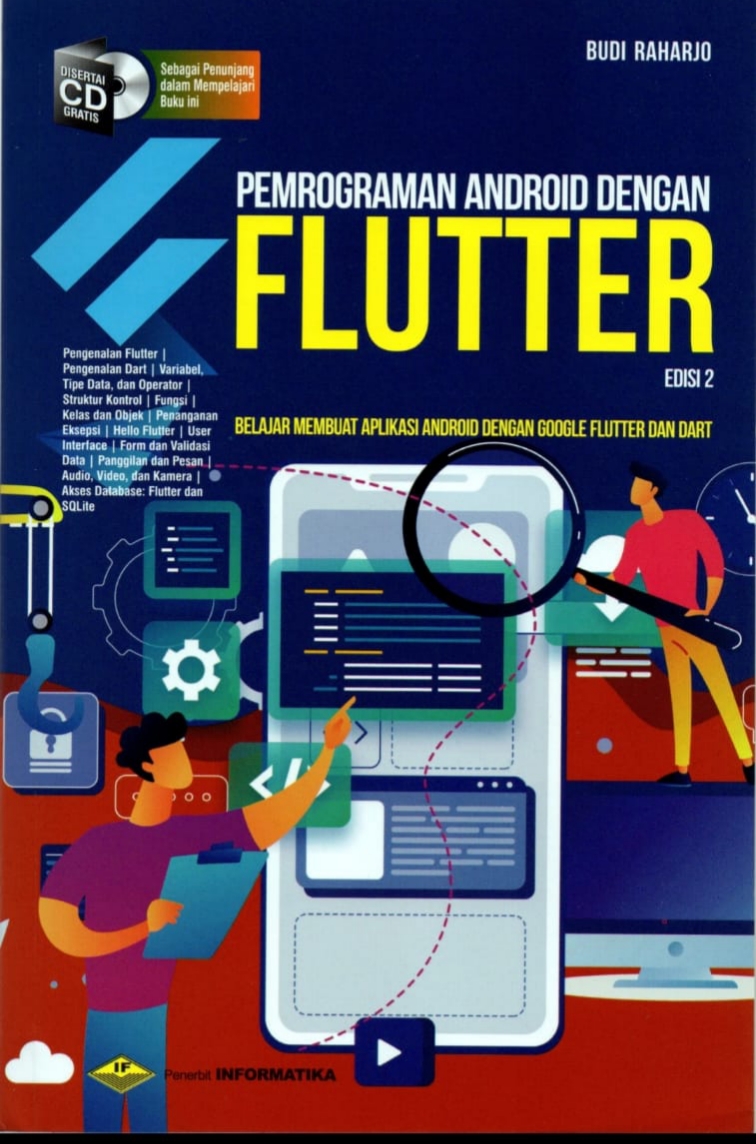 BUDI RAHARJO
DISERTAI
CD
GRATIS
Sebagai Penunjang
dalam Mempelajari
Buku ini
PEMROGRAMAN ANDROID DENGAN
FLUTTER
EDISI 2
Pengenalan Flutter |
Pengenalan Dart | Variabel,
Tipe Data, dan Operator |
Struktur Kontrol | Fungsi |
Kelas dan Objek | Penanganan
Eksepsi | Hello Flutter | User
Interface | Form dan Validasi
Data | Panggilan dan Pesan |
Audio, Video, dan Kamera |
Akses Database: Flutter dan
SQLite
BELAJAR MEMBUAT APLIKASI ANDROID DENGAN GOOGLE FLUTTER DAN DART
</>
IF
Penerbit INFORMATIKA